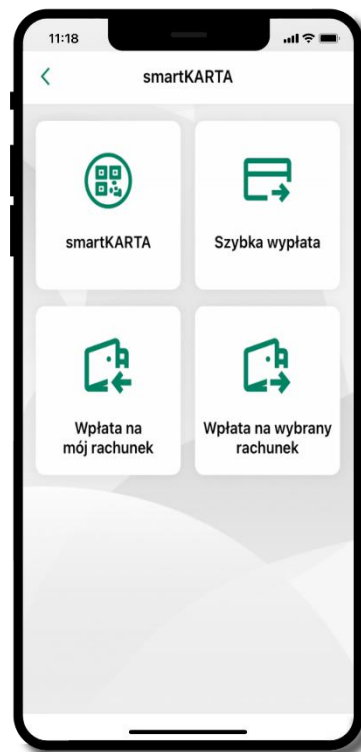 11:18
smartKARTA
smartKARTA
Szybka wypłata
Wpłata na
mój rachunek
Wpłata na wybrany
rachunek